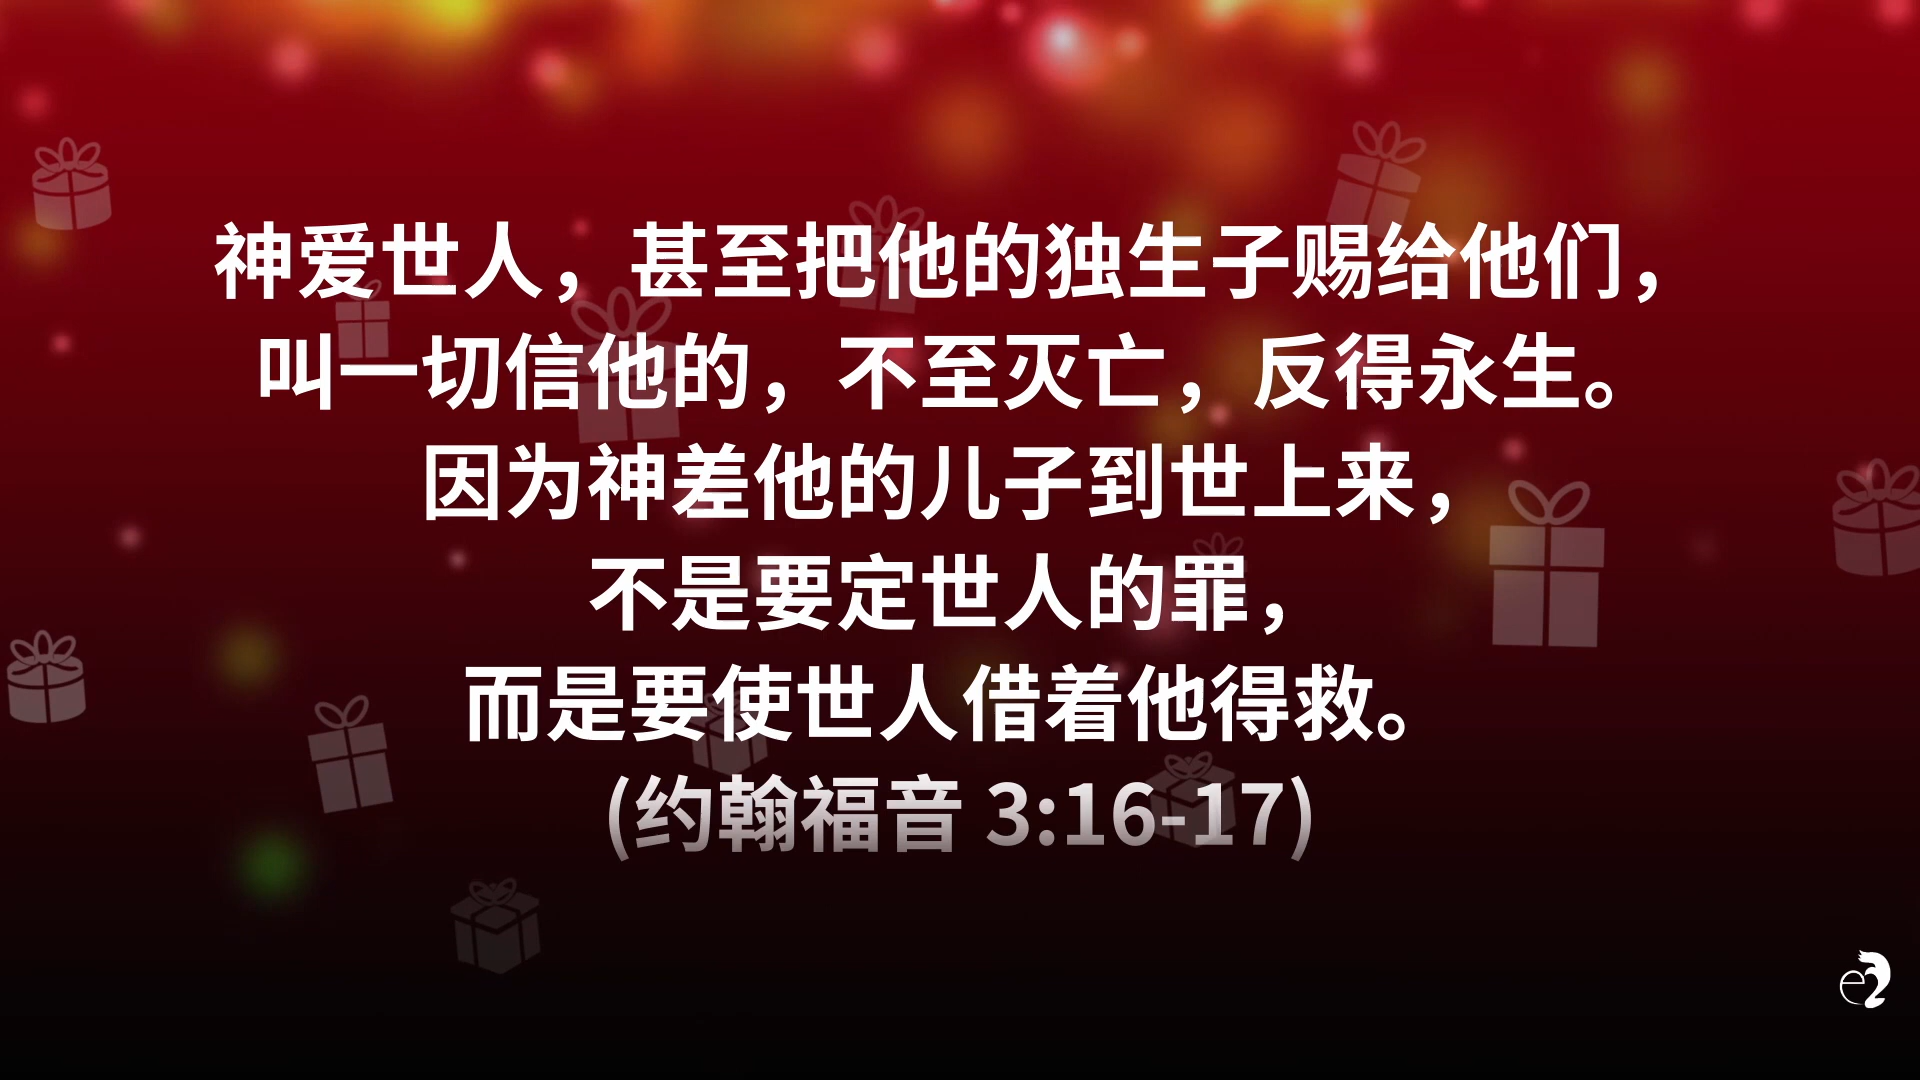 神爱世人，甚至把他的独生子赐给他们，
叫一切信他的，不至灭亡，反得永生。
因为神差他的儿子到世上来，
不是要定世人的罪，
而是要使世人借着他得救。
(约翰福音 3:16-17)
e2